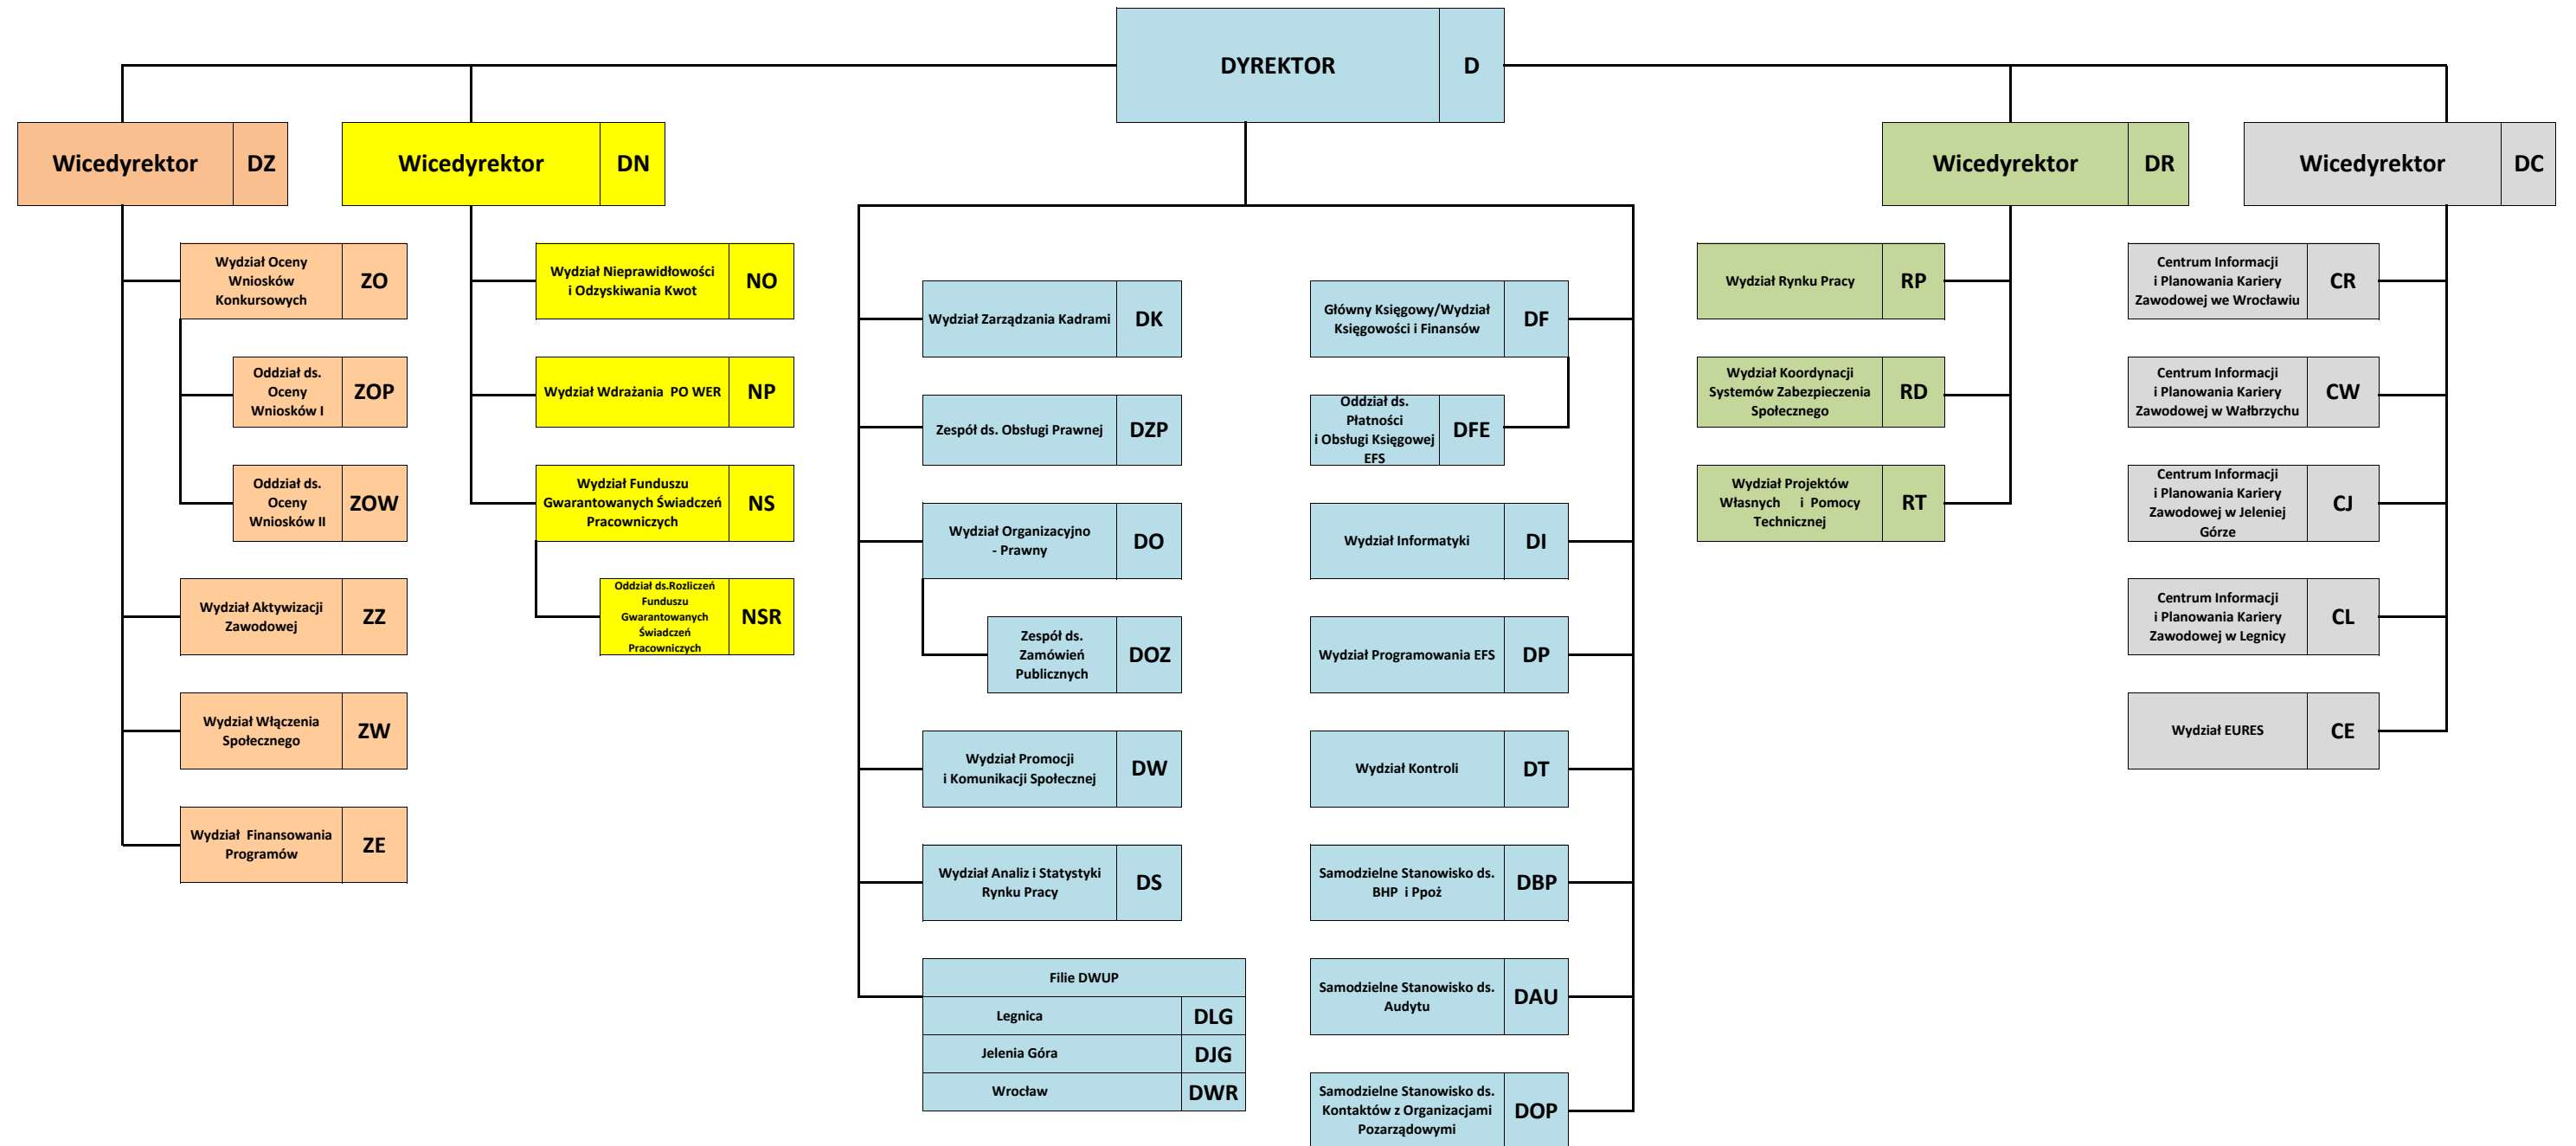 DYREKTOR D
Wicedyrektor DZ
Wydział Oceny
Wniosków
Konkursowych
ZO
Oddział ds.
Oceny
Wniosków I
ZOP
Oddział ds.
Oceny
Wniosków II
ZOW
Wydział Aktywizacji
Zawodowej
ZZ
Wydział Włączenia
Społecznego
ZW
Wydział Finansowania
Programów
ZE
Wicedyrektor DN
Wydział Nieprawidłowości
i Odzyskiwania Kwot
NO
Wydział Wdrażania PO WER NP
Wydział Funduszu
Gwarantowanych Świadczeń
Pracowniczych
NS
Oddział ds.Rozliczeń
Funduszu
Gwarantowanych
Świadczeń
Pracowniczych
NSR
Wydział Zarządzania Kadrami DK
Zespół ds. Obsługi Prawnej DZP
Wydział Organizacyjno
- Prawny
DO
Zespół ds.
Zamówień
Publicznych
DOZ
Wydział Promocji
i Komunikacji Społecznej
DW
Wydział Analiz i Statystyki
Rynku Pracy
DS
Filie DWUP
Legnica DLG
Jelenia Góra DJG
Wrocław DWR
Główny Księgowy/Wydział
Księgowości i Finansów
DF
Oddział ds.
Płatności
i Obsługi Księgowej
EFS
DFE
Wydział Informatyki DI
Wydział Programowania EFS DP
Wydział Kontroli DT
Samodzielne Stanowisko ds.
BHP i Ppoż
DBP
Samodzielne Stanowisko ds.
Audytu
DAU
Samodzielne Stanowisko ds.
Kontaktów z Organizacjami
Pozarządowymi
DOP
Wicedyrektor DR
Wydział Rynku Pracy RP
Wydział Koordynacji
Systemów Zabezpieczenia
Społecznego
RD
Wydział Projektów
Własnych i Pomocy
Technicznej
RT
Wicedyrektor DC
Centrum Informacji
i Planowania Kariery
Zawodowej we Wrocławiu
CR
Centrum Informacji
i Planowania Kariery
Zawodowej w Wałbrzychu
CW
Centrum Informacji
i Planowania Kariery
Zawodowej w Jeleniej
Górze
CJ
Centrum Informacji
i Planowania Kariery
Zawodowej w Legnicy
CL
Wydział EURES CE